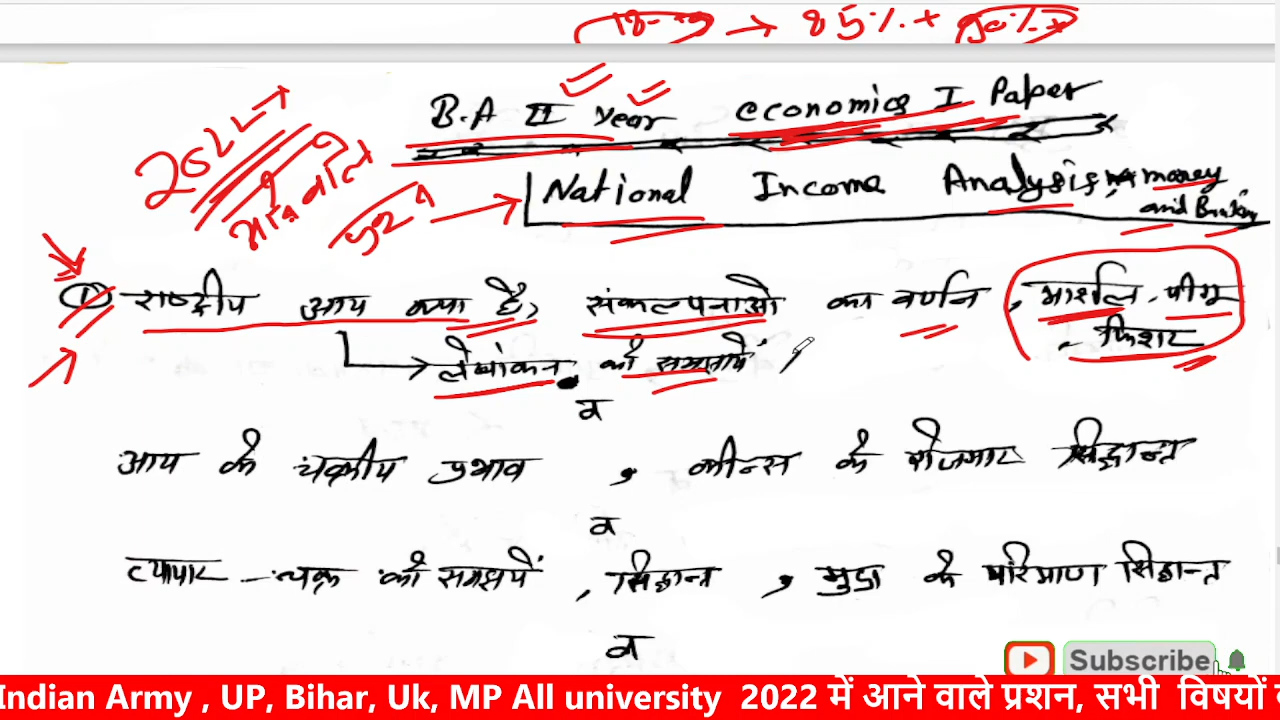 → 85% + 90% +
B.A II Year economics I Paper
2022 →
National Income Analysis, money
and Banking
① राष्ट्रीय आय क्या है, संकल्पनाओ का वर्णन, मार्शल, पीगू
, फिशर
लेखांकन की समस्यायें
व
आय के चक्रीय प्रभाव , कीन्स के रोजगार सिद्धान्त
व
व्यापार - चक्र की समस्यायें , सिद्धान्त , मुद्रा के परिमाण सिद्धान्त
व
Subscribe
Indian Army , UP, Bihar, Uk, MP All university 2022 में आने वाले प्रशन, सभी विषयों